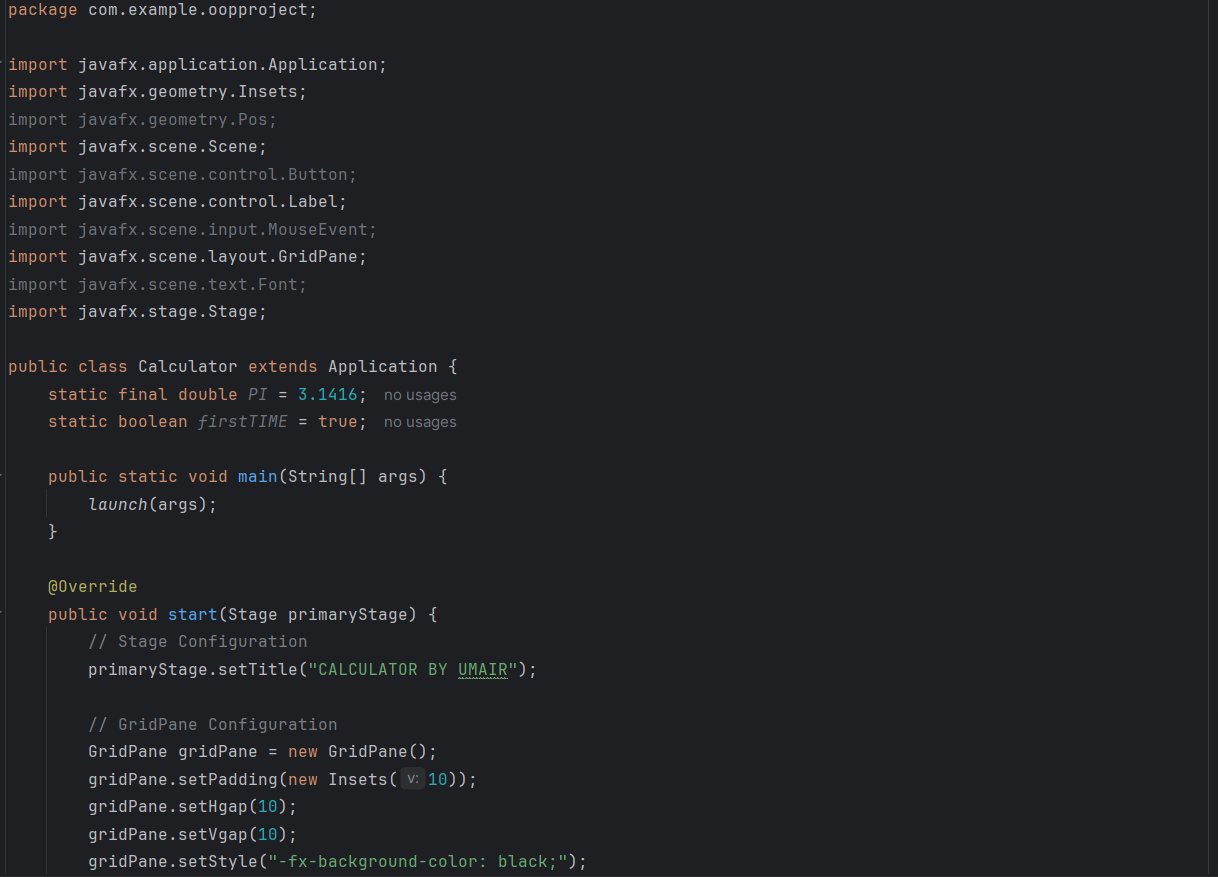 package com.example.oopproject;
import javafx.application.Application;
import javafx.geometry.Insets;
import javafx.geometry.Pos;
import javafx.scene.Scene;
import javafx.scene.control.Button;
import javafx.scene.control.Label;
import javafx.scene.input.MouseEvent;
import javafx.scene.layout.GridPane;
import javafx.scene.text.Font;
import javafx.stage.Stage;
public class Calculator extends Application {
static final double PI = 3.1416; no usages
static boolean firstTIME = true; no usages
public static void main(String[] args) {
launch(args);
}
@Override
public void start(Stage primaryStage) {
// Stage Configuration
primaryStage.setTitle("CALCULATOR BY UMAIR");
// GridPane Configuration
GridPane gridPane = new GridPane();
gridPane.setPadding(new Insets( v: 10));
gridPane.setHgap(10);
gridPane.setVgap(10);
gridPane.setStyle("-fx-background-color: black;");